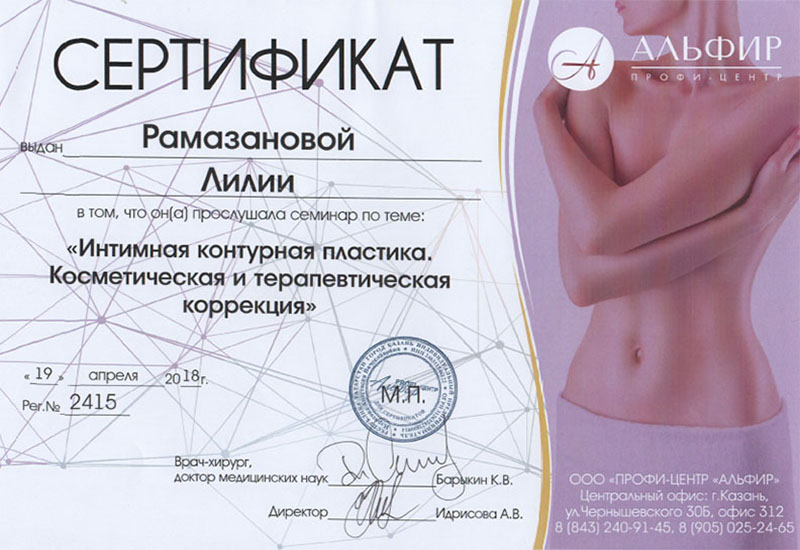 СЕРТИФИКАТ
выдан Рамазановой
Лилии
в том, что он(а) прослушала семинар по теме:
«Интимная контурная пластика.
Косметическая и терапевтическая
коррекция»
«19» апреля 2018г.
Рег.№ 2415
М.П.
Врач-хирург,
доктор медицинских наук Барыкин К.В.
Директор Идрисова А.В.
А
АЛЬФИР
ПРОФИ-ЦЕНТР
ООО «ПРОФИ-ЦЕНТР «АЛЬФИР»
Центральный офис: г.Казань,
ул.Чернышевского 30Б, офис 312
8 (843) 240-91-45, 8 (905) 025-24-65